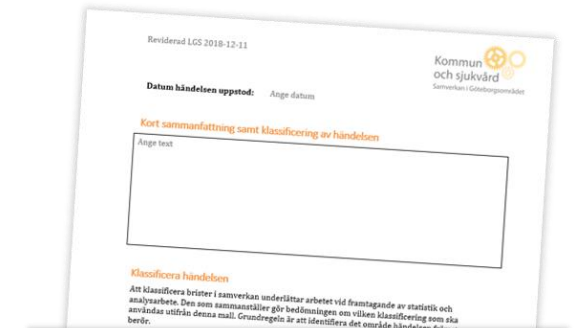 Reviderad LGS 2018-12-11
Kommun
och sjukvård
Samverkan i Göteborgsområdet
Datum händelsen uppstod: Ange datum
Kort sammanfattning samt klassificering av händelsen
Ange text
Klassificera händelsen
Att klassificera brister i samverkan underlättar arbetet vid framtagande av statistik och
analysarbete. Den som sammanställer gör bedömningen om vilken klassificering som ska
användas utifrån denna mall. Grundregeln är att identifiera det område händelsen
berör.